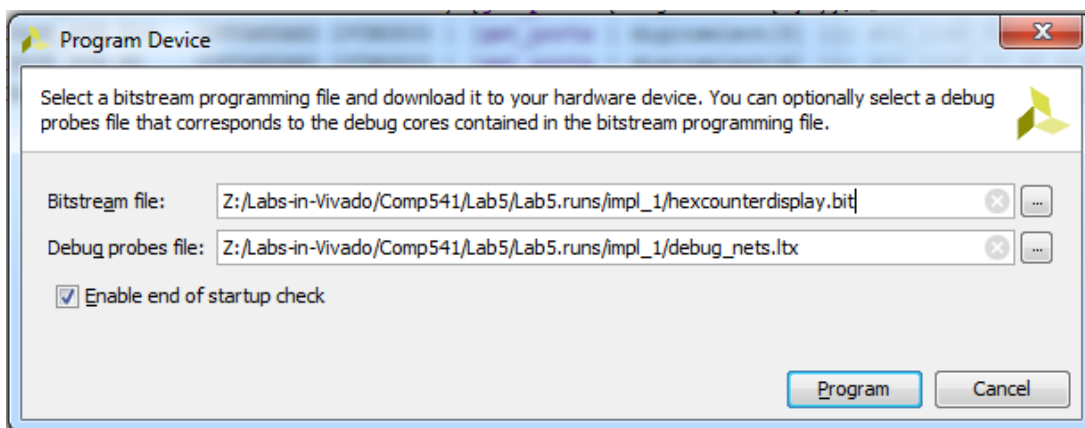 Program Device
Select a bitstream programming file and download it to your hardware device. You can optionally select a debug
probes file that corresponds to the debug cores contained in the bitstream programming file.
Bitstream file: Z:/Labs-in-Vivado/Comp541/Lab5/Lab5.runs/impl_1/hexcounterdisplay.bit ...
Debug probes file: Z:/Labs-in-Vivado/Comp541/Lab5/Lab5.runs/impl_1/debug_nets.ltx ...
Enable end of startup check
Program Cancel